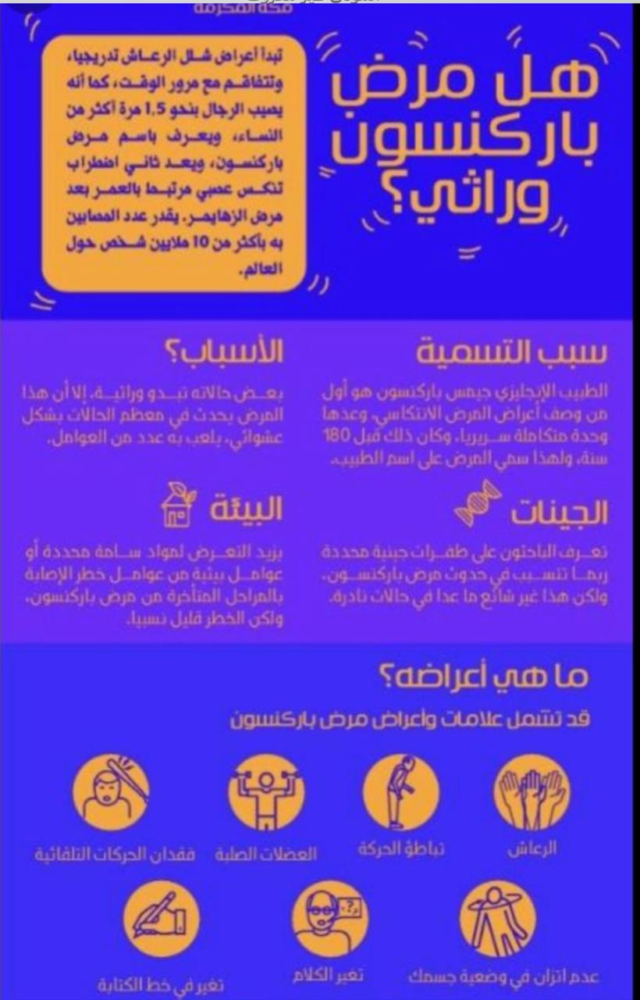 مكة المكرمة
هل مرض
باركنسون
وراثي؟
تبدأ أعراض شلل الرعاش تدريجيا،
وتتفاقم مع مرور الوقت، كما أنه
يصيب الرجال بنحو 1,5 مرة أكثر من
النساء، ويعرف باسم مرض
باركنسون، ويعد ثاني اضطراب
تنكس عصبي مرتبط بالعمر بعد
مرض الزهايمر. يقدر عدد المصابين
به بأكثر من 10 ملايين شخص حول
العالم.
سبب التسمية
الطبيب الإنجليزي جيمس باركنسون هو أول
من وصف أعراض المرض الانتكاسي، وعدها
وحدة متكاملة سريريا، وكان ذلك قبل 180
سنة، ولهذا سمي المرض على اسم الطبيب.
الأسباب؟
بعض حالاته تبدو وراثية، إلا أن هذا
المرض يحدث في معظم الحالات بشكل
عشوائي، يلعب به عدد من العوامل.
الجينات
تعرف الباحثون على طفرات جينية محددة
ربما تتسبب في حدوث مرض باركنسون،
ولكن هذا غير شائع ما عدا في حالات نادرة.
البيئة
يزيد التعرض لمواد سامة محددة أو
عوامل بيئية من عوامل خطر الإصابة
بالمراحل المتأخرة من مرض باركنسون،
ولكن الخطر قليل نسبيا.
ما هي أعراضه؟
قد تشمل علامات وأعراض مرض باركنسون
الرعاش
تباطؤ الحركة
العضلات الصلبة
فقدان الحركات التلقائية
عدم اتزان في وضعية جسمك
تغير الكلام
تغير في خط الكتابة